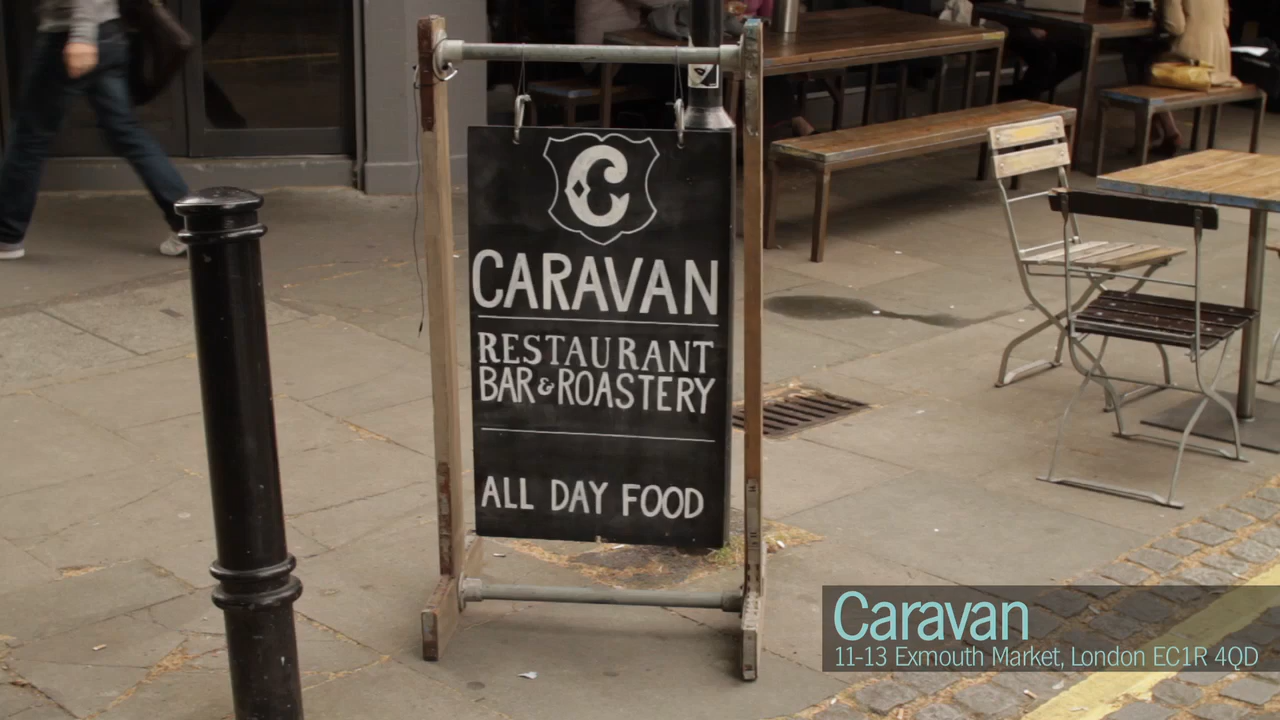 C
CARAVAN
RESTAURANT
BAR & ROASTERY
ALL DAY FOOD
Caravan
11-13 Exmouth Market, London EC1R 4QD